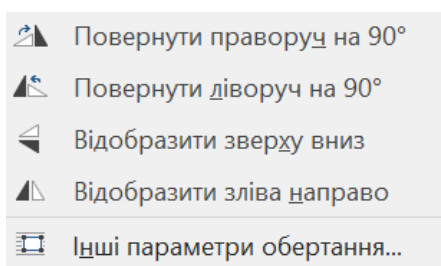 Повернути праворуч на 90°
Повернути ліворуч на 90°
Відобразити зверху вниз
Відобразити зліва направо
Інші параметри обертання...